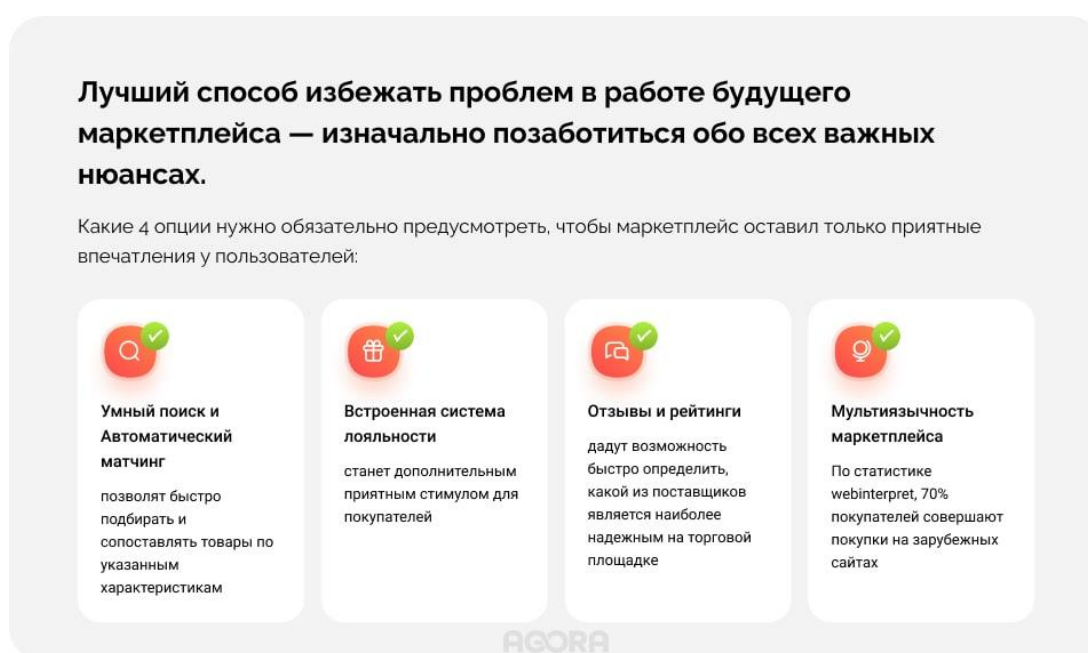 Лучший способ избежать проблем в работе будущего
маркетплейса — изначально позаботиться обо всех важных
нюансах.
Какие 4 опции нужно обязательно предусмотреть, чтобы маркетплейс оставил только приятные
впечатления у пользователей:
Умный поиск и
Автоматический
матчинг
позволят быстро
подбирать и
сопоставлять товары по
указанным
характеристикам
Встроенная система
лояльности
станет дополнительным
приятным стимулом для
покупателей
Отзывы и рейтинги
дадут возможность
быстро определить,
какой из поставщиков
является наиболее
надежным на торговой
площадке
Мультиязычность
маркетплейса
По статистике
webinterpret, 70%
покупателей совершают
покупки на зарубежных
сайтах
AGORA